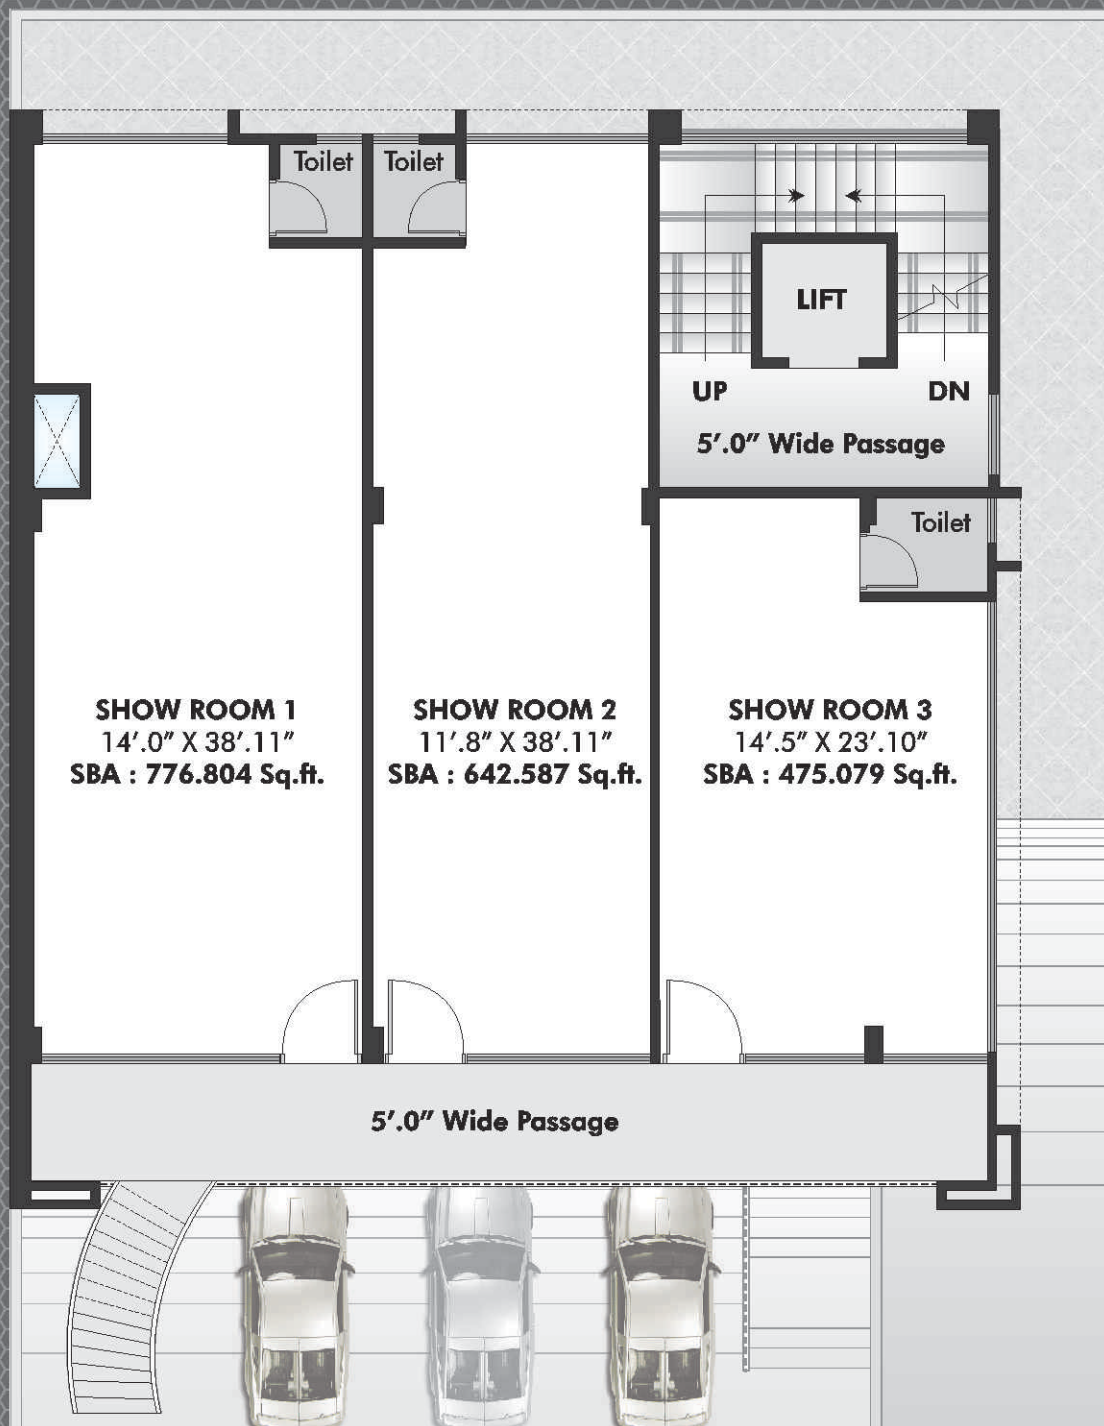 Toilet
Toilet
LIFT
UP
DN
5'.0" Wide Passage
Toilet
SHOW ROOM 1
14'.0" X 38'.11"
SBA : 776.804 Sq.ft.
SHOW ROOM 2
11'.8" X 38'.11"
SBA : 642.587 Sq.ft.
SHOW ROOM 3
14'.5" X 23'.10"
SBA : 475.079 Sq.ft.
5'.0" Wide Passage